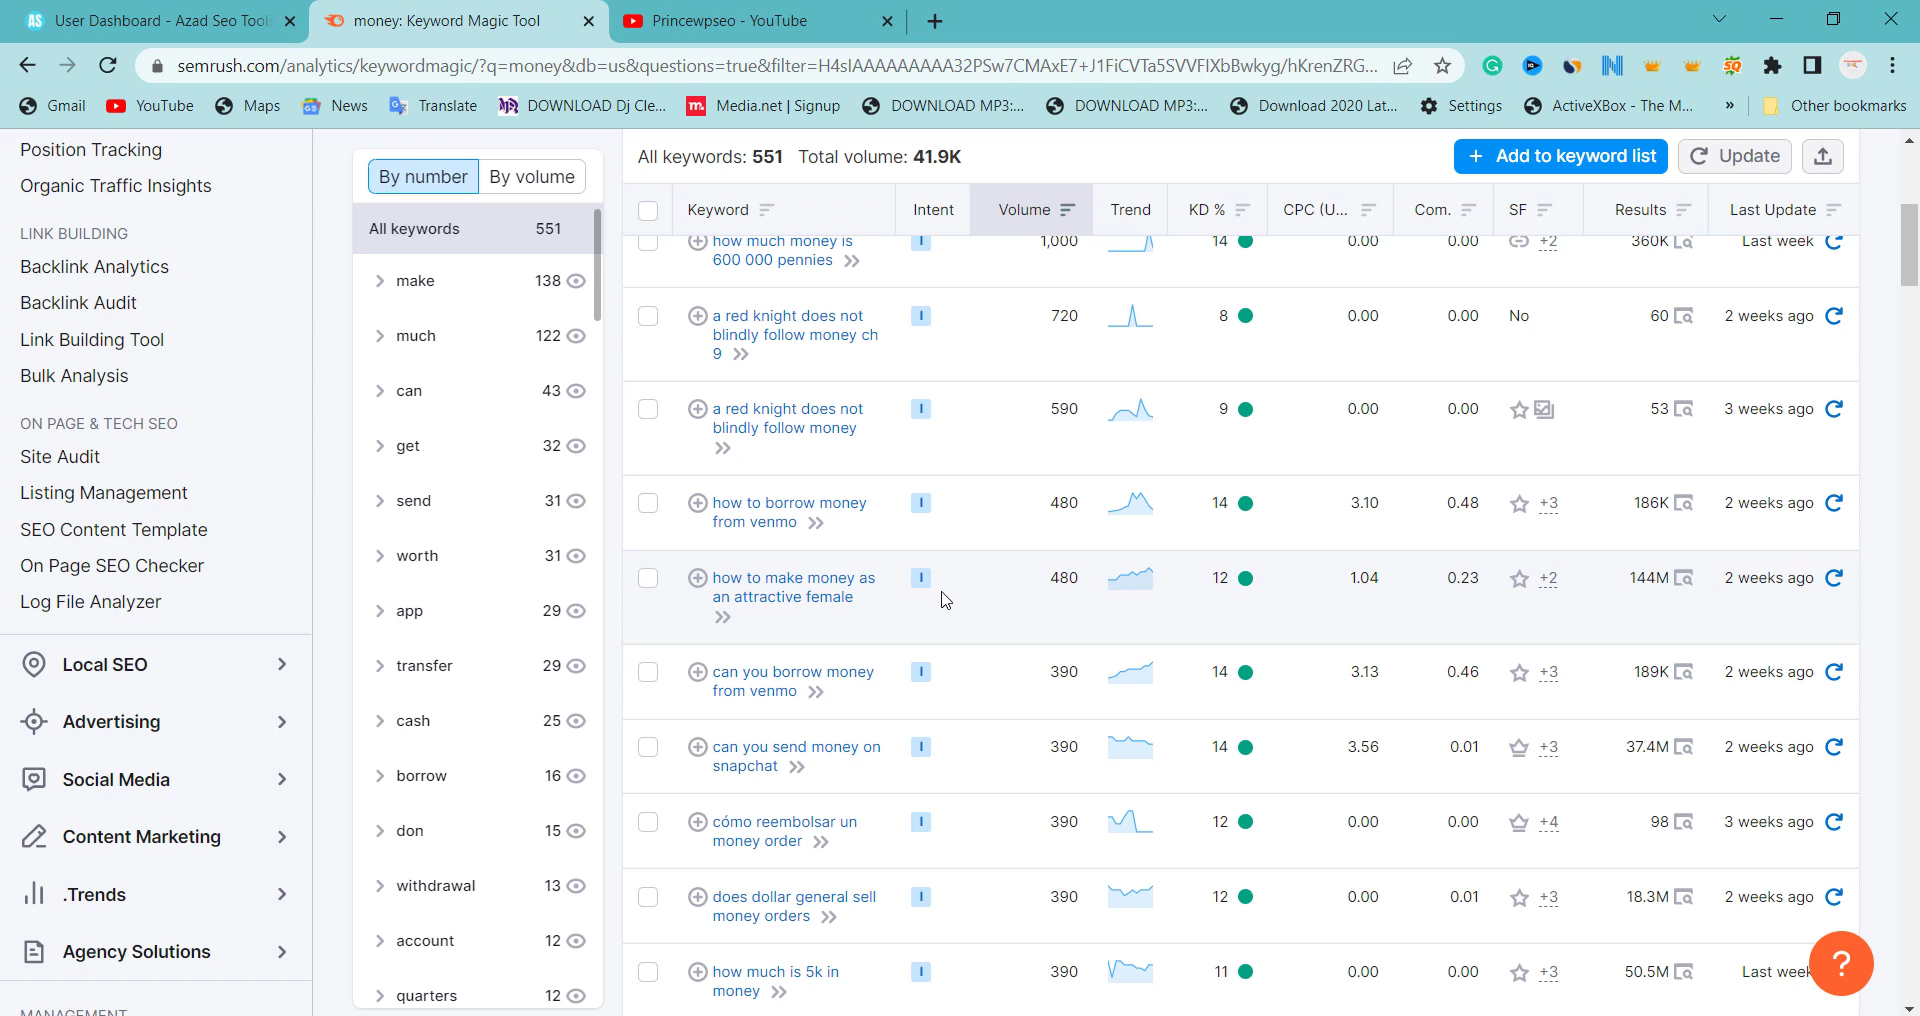 User Dashboard - Azad Seo Tools
money: Keyword Magic Tool
Princewpseo - YouTube
semrush.com/analytics/keywordmagic/?q=money&db=us&questions=true&filter=H4sIAAAAAAAAA32PSw7CMAxE7+J1FiCVTa5SVVFIXbBwkyg/hKrenZRG...
Gmail
YouTube
Maps
News
Translate
DOWNLOAD Dj Cle...
Media.net | Signup
DOWNLOAD MP3:...
DOWNLOAD MP3:...
Download 2020 Lat...
Settings
ActiveXBox - The M...
»
Other bookmarks
Position Tracking
Organic Traffic Insights
LINK BUILDING
Backlink Analytics
Backlink Audit
Link Building Tool
Bulk Analysis
ON PAGE & TECH SEO
Site Audit
Listing Management
SEO Content Template
On Page SEO Checker
Log File Analyzer
Local SEO
Advertising
Social Media
Content Marketing
.Trends
Agency Solutions
MANAGEMENT
By number By volume
All keywords 551
make 138
much 122
can 43
get 32
send 31
worth 31
app 29
transfer 29
cash 25
borrow 16
don 15
withdrawal 13
account 12
quarters 12
All keywords: 551 Total volume: 41.9K
+ Add to keyword list
Update
Keyword Intent Volume Trend KD % CPC (U... Com. SF Results Last Update
how much money is I 1,000 14 0.00 0.00 +2 360K Last week
600 000 pennies
a red knight does not I 720 8 0.00 0.00 No 60 2 weeks ago
blindly follow money ch
9
a red knight does not I 590 9 0.00 0.00 53 3 weeks ago
blindly follow money
how to borrow money I 480 14 3.10 0.48 +3 186K 2 weeks ago
from venmo
how to make money as I 480 12 1.04 0.23 +2 144M 2 weeks ago
an attractive female
can you borrow money I 390 14 3.13 0.46 +3 189K 2 weeks ago
from venmo
can you send money on I 390 14 3.56 0.01 +3 37.4M 2 weeks ago
snapchat
cómo reembolsar un I 390 12 0.00 0.00 +4 98 3 weeks ago
money order
does dollar general sell I 390 12 0.00 0.01 +3 18.3M 2 weeks ago
money orders
how much is 5k in I 390 11 0.00 0.00 +3 50.5M Last week
money
?